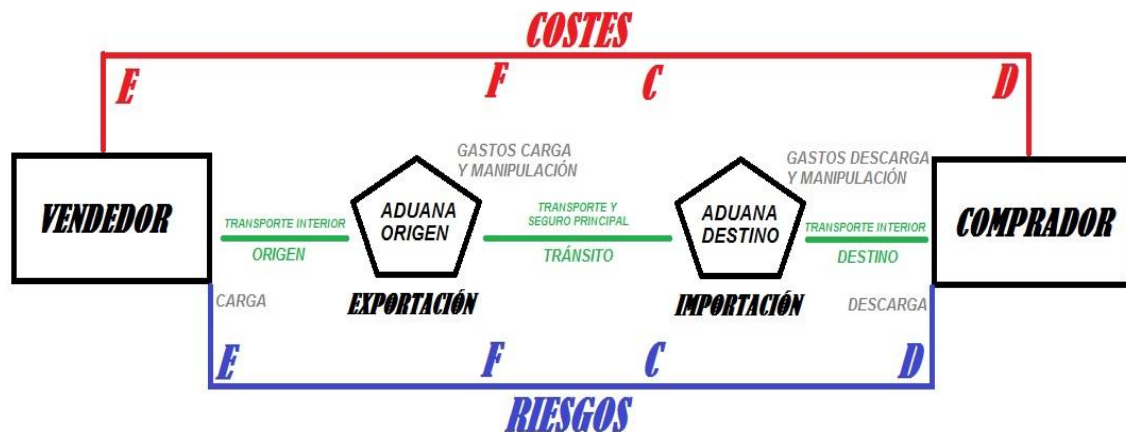 COSTES
E
F
C
D
GASTOS CARGA
Y MANIPULACIÓN
GASTOS DESCARGA
Y MANIPULACIÓN
VENDEDOR
TRANSPORTE INTERIOR
ORIGEN
ADUANA
ORIGEN
TRANSPORTE Y
SEGURO PRINCIPAL
TRÁNSITO
ADUANA
DESTINO
TRANSPORTE INTERIOR
DESTINO
COMPRADOR
CARGA
EXPORTACIÓN
IMPORTACIÓN
DESCARGA
E
F
C
D
RIESGOS